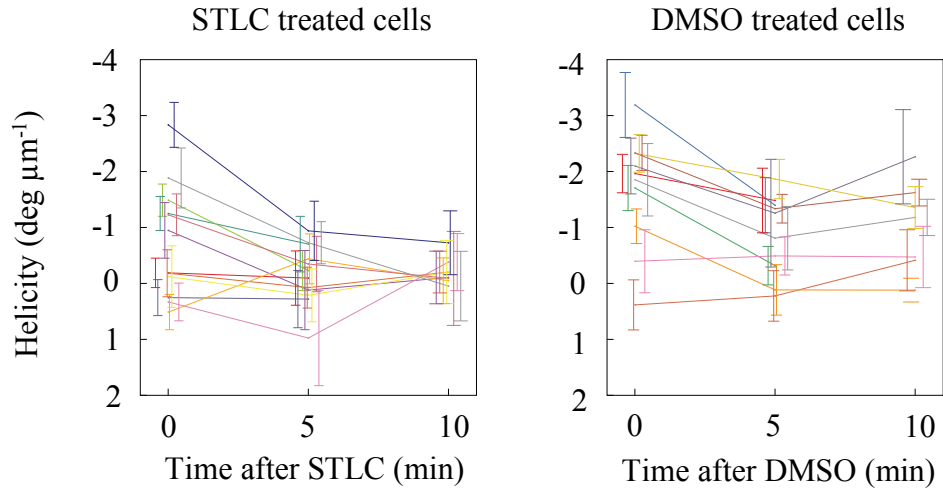 STLC treated cells
DMSO treated cells
Helicity (deg μm⁻¹)
-4
-3
-2
-1
0
1
2
0 5 10
Time after STLC (min)
-4
-3
-2
-1
0
1
2
0 5 10
Time after DMSO (min)